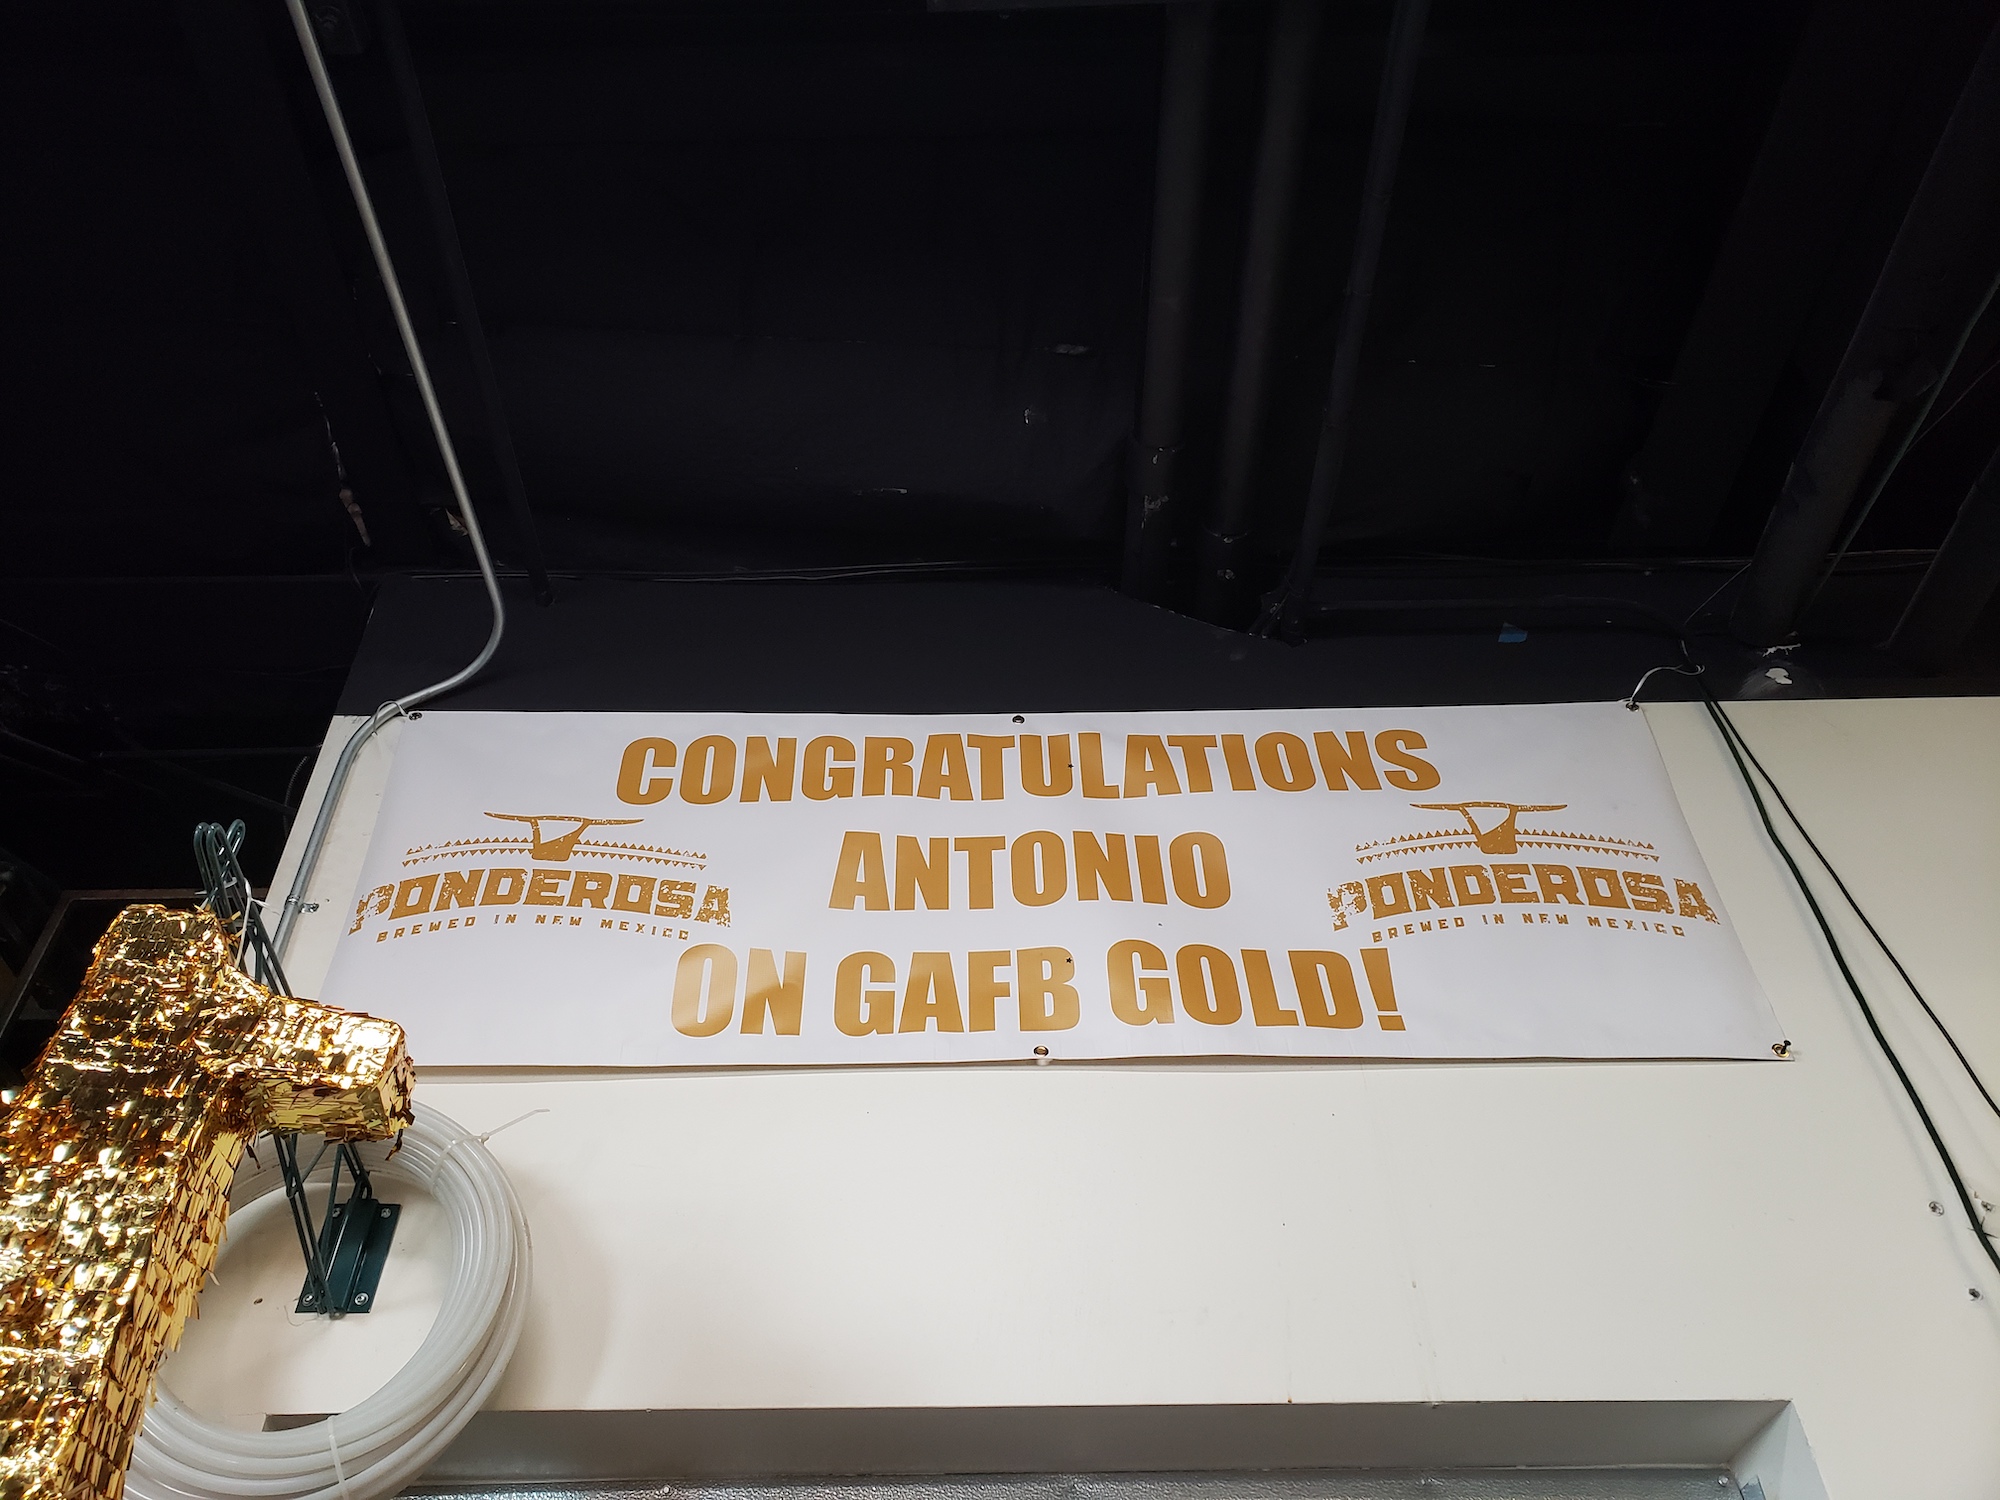 CONGRATULATIONS
ANTONIO
ON GAFB GOLD!
PONDEROSA
BREWED IN NEW MEXICO
PONDEROSA
BREWED IN NEW MEXICO